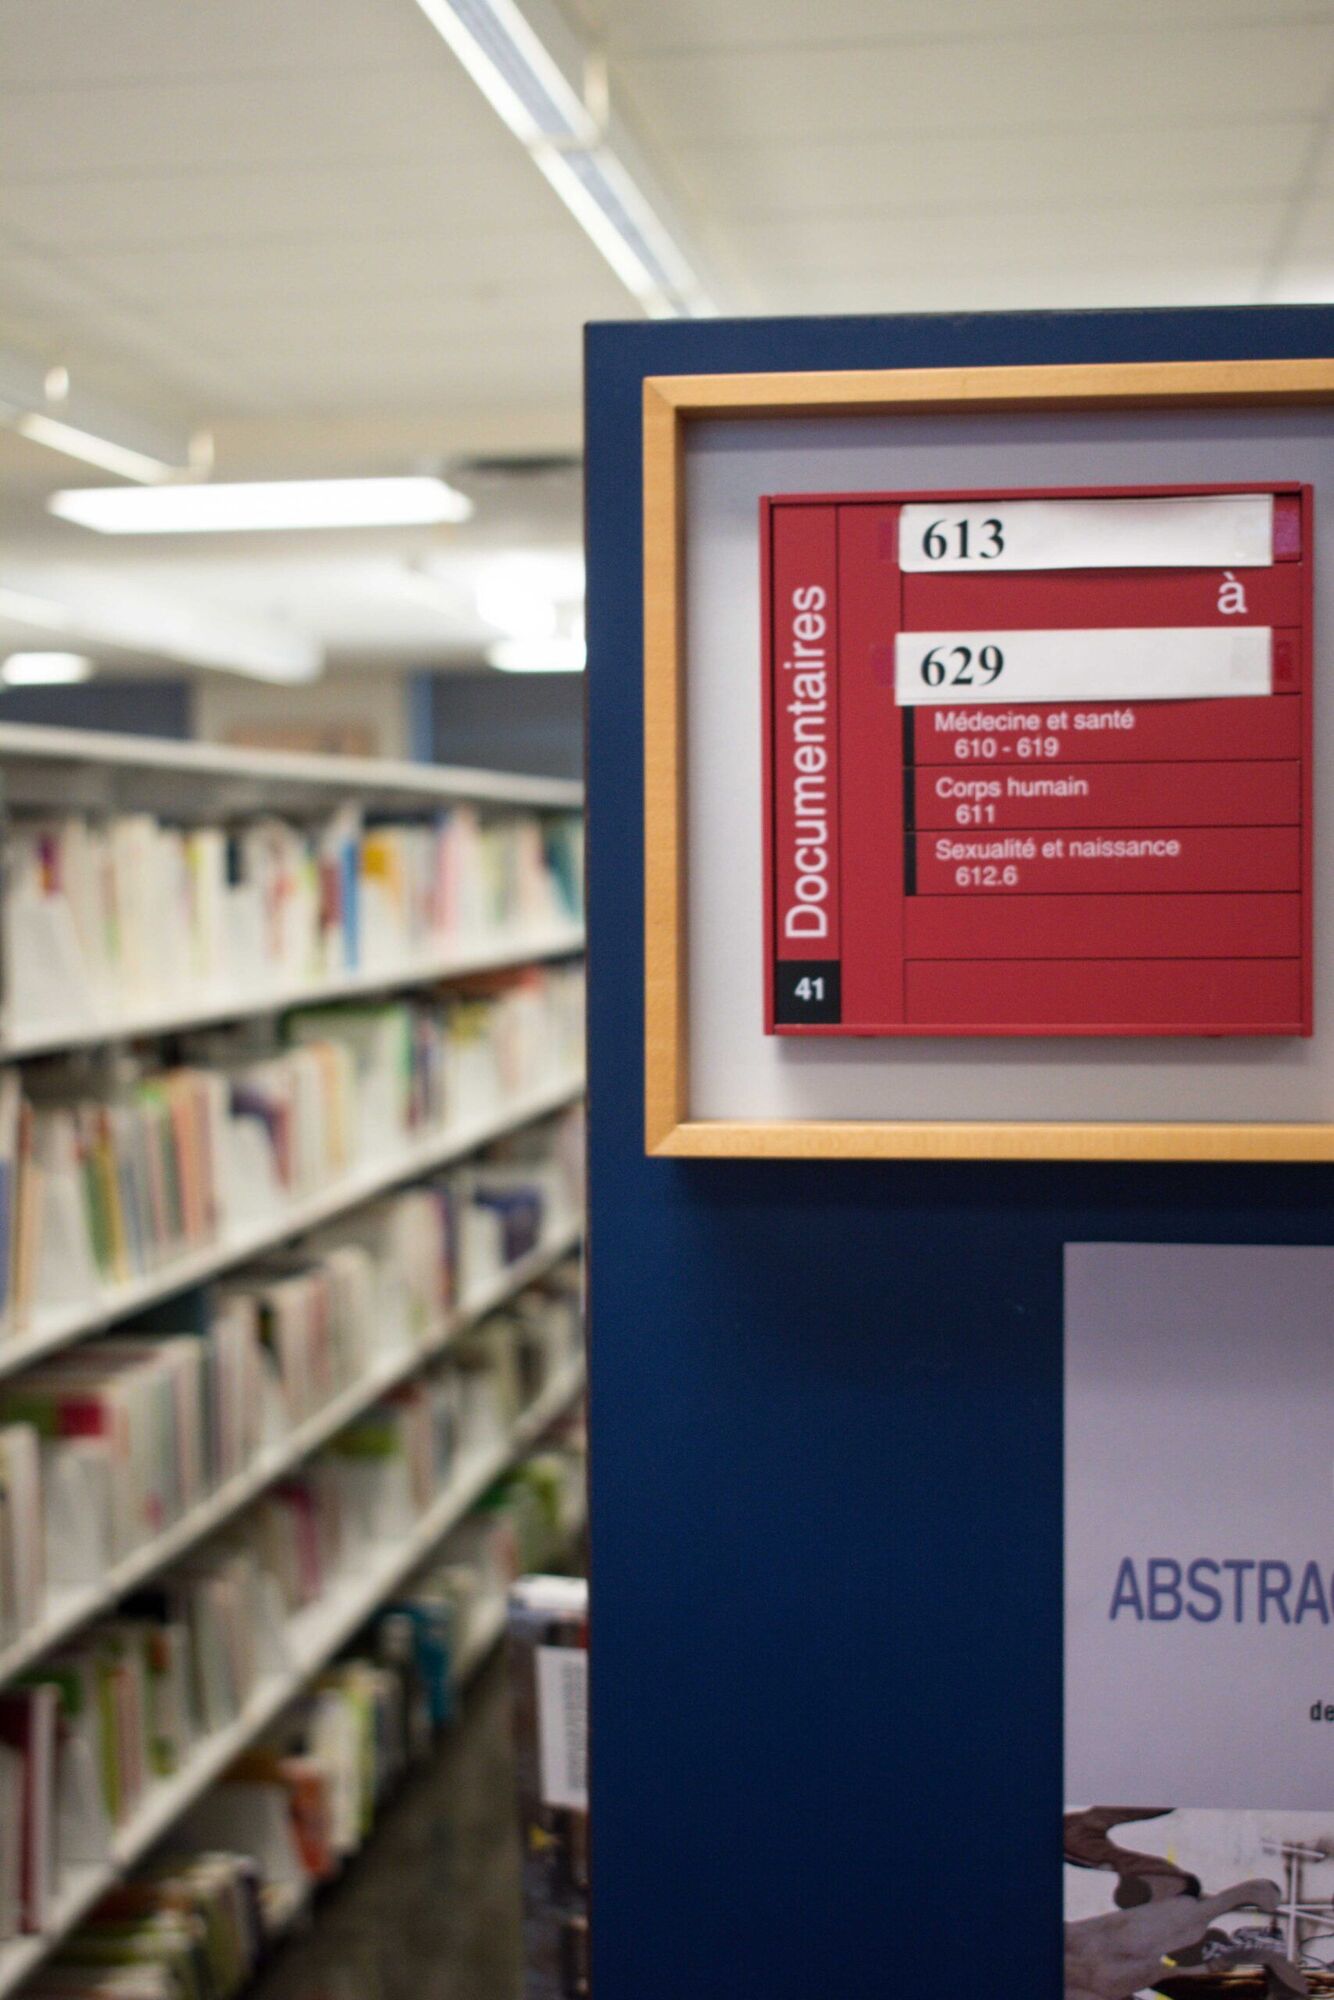 Documentaires
41
613
à
629
Médecine et santé
610 - 619
Corps humain
611
Sexualité et naissance
612.6
ABSTRA
de